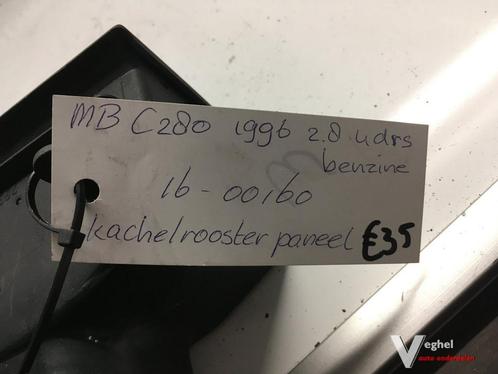 MB C280 1996 2.8 4drs
benzine
16-00160
kachelrooster paneel €35
Veghel
auto onderdelen